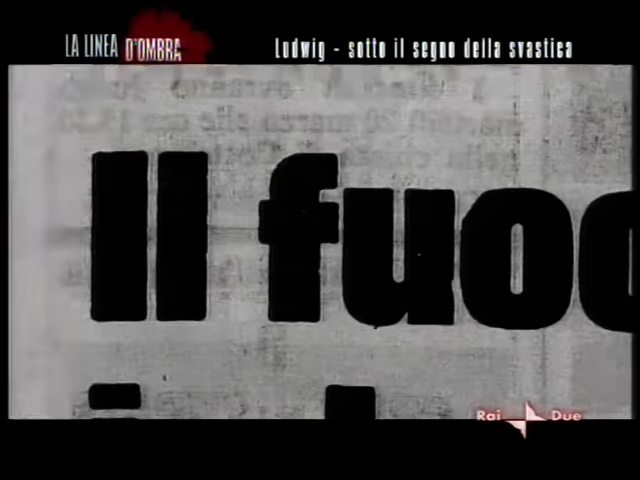 LA LINEA D'OMBRA
Ludwig - sotto il segno della svastica
Il fuoc
Rai Due